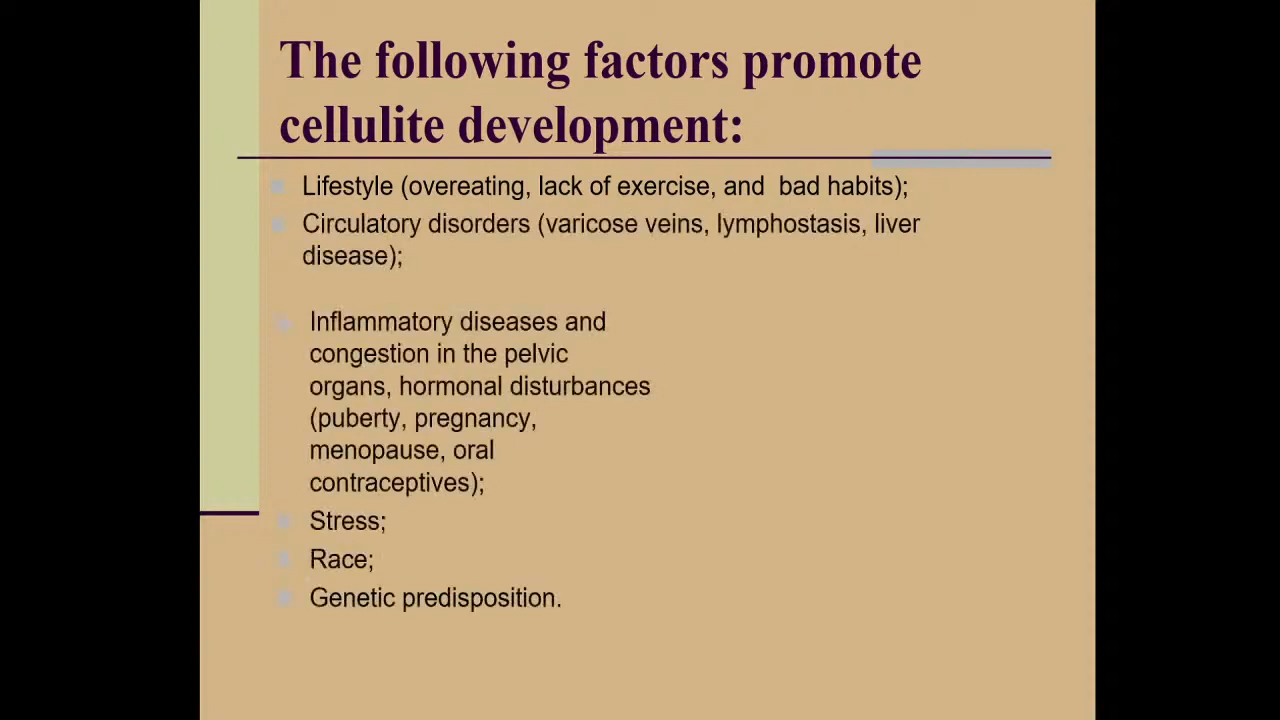 The following factors promote
cellulite development:
Lifestyle (overeating, lack of exercise, and  bad habits);
Circulatory disorders (varicose veins, lymphostasis, liver
disease);
Inflammatory diseases and
congestion in the pelvic
organs, hormonal disturbances
(puberty, pregnancy,
menopause, oral
contraceptives);
Stress;
Race;
Genetic predisposition.